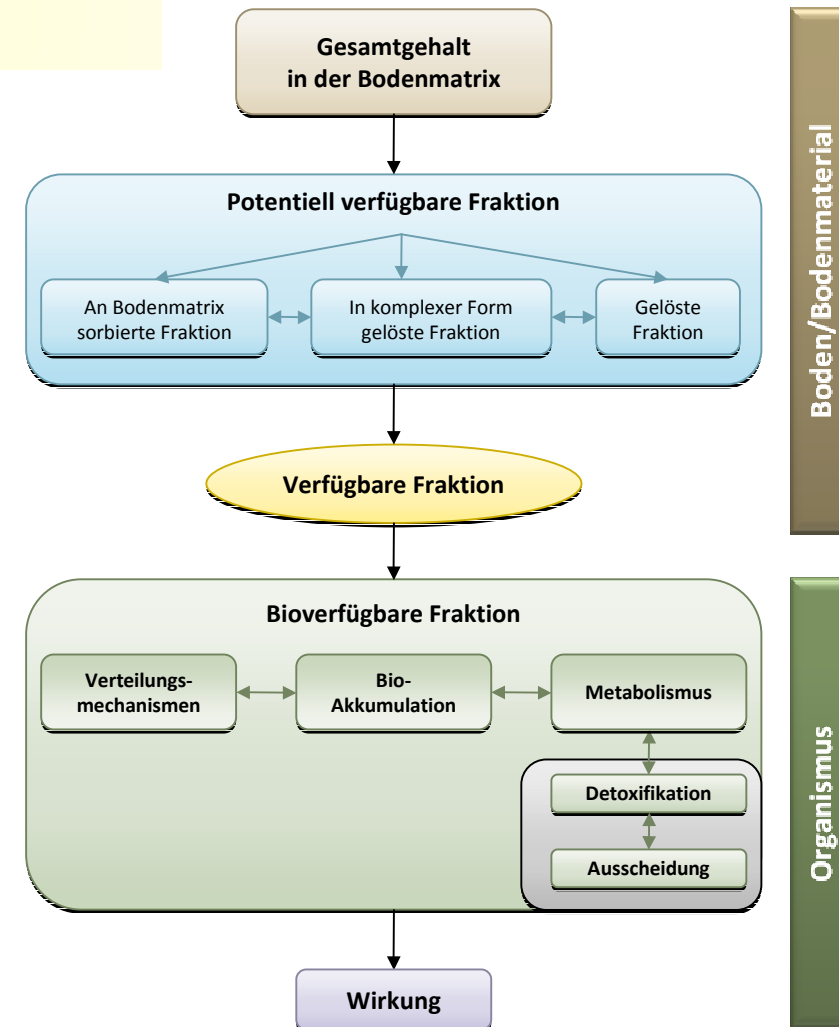 Gesamtgehalt
in der Bodenmatrix
Potentiell verfügbare Fraktion
An Bodenmatrix
sorbierte Fraktion
In komplexer Form
gelöste Fraktion
Gelöste
Fraktion
Verfügbare Fraktion
Boden/Bodenmaterial
Bioverfügbare Fraktion
Verteilungs-
mechanismen
Bio-
Akkumulation
Metabolismus
Detoxifikation
Ausscheidung
Organismus
Wirkung